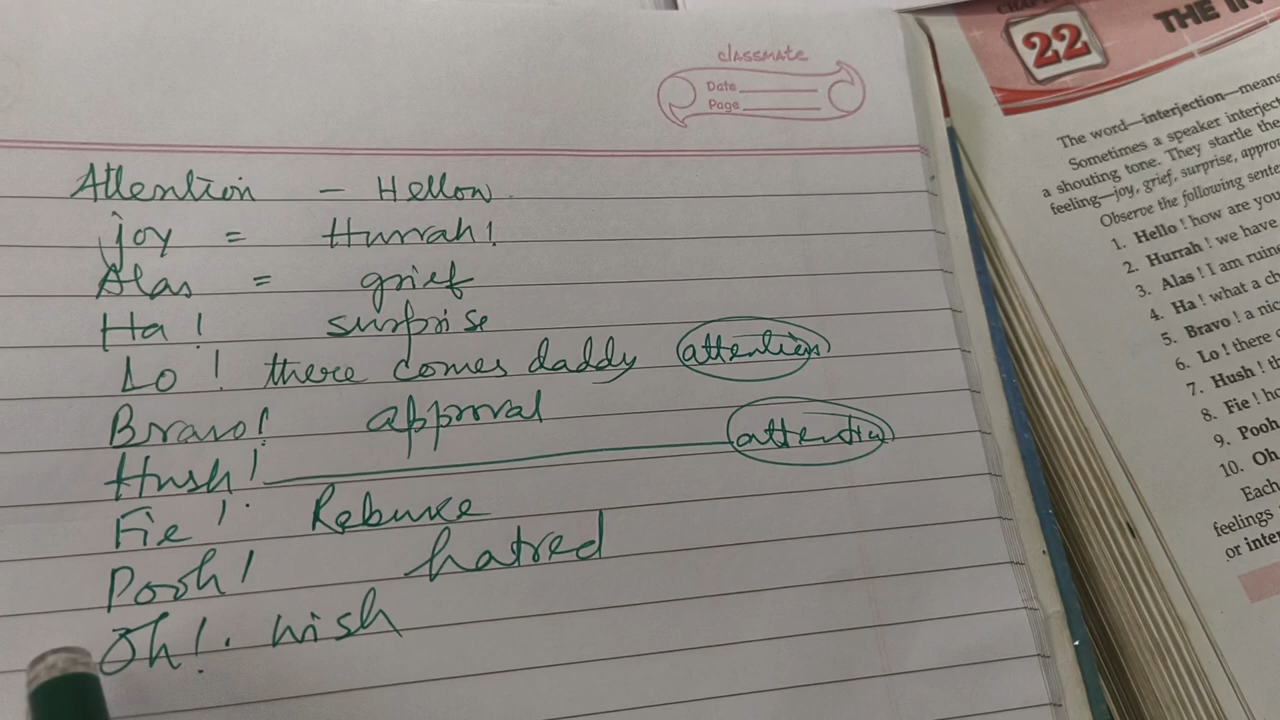 classmate
Date
Page
Attention - Hellow
joy = Hurrah!
Alas = grief
Ha! surprise
Lo! there comes daddy attention
Bravo! approval
Hush! attentio
Fie! Rebuke
Pooh! hatred
Oh! wish
22
THE IN
The word—interjection—means
Sometimes a speaker interject
a shouting tone. They startle the
feeling—joy, grief, surprise, appro
Observe the following sente
1. Hello ! how are you
2. Hurrah ! we have
3. Alas ! I am ruine
4. Ha ! what a ch
5. Bravo ! a nic
6. Lo ! there
7. Hush ! th
8. Fie ! ho
9. Pooh
10. Oh
Each
feelings
or inter